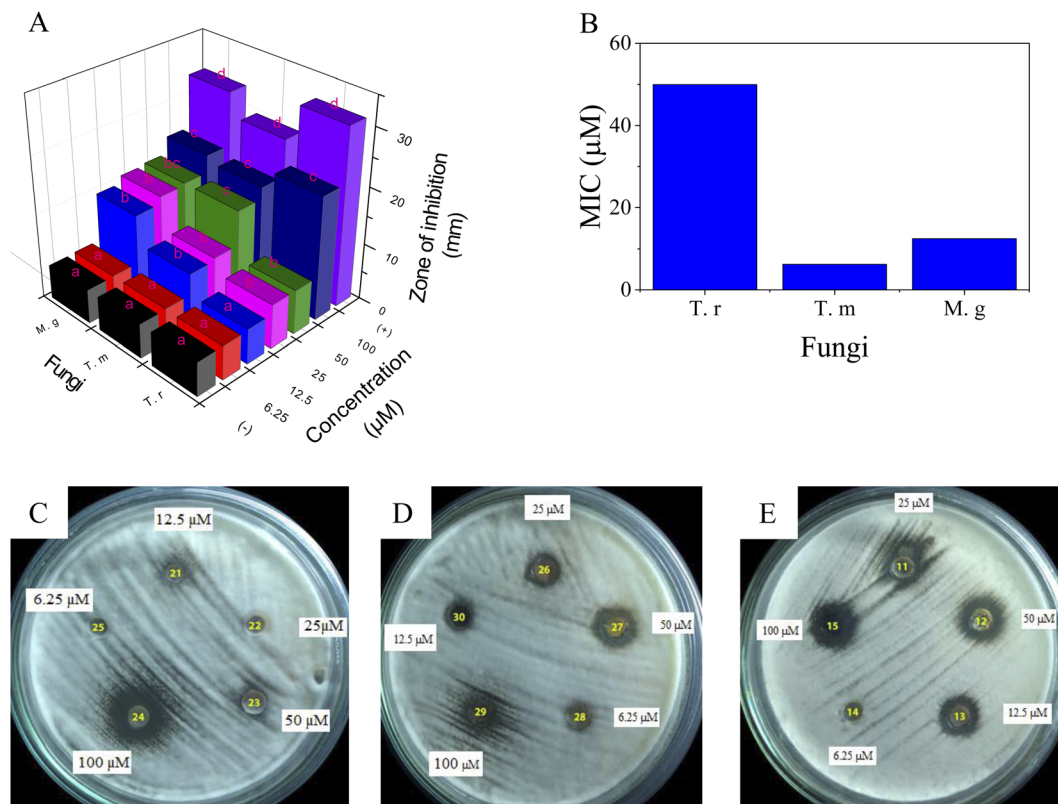 A
d
d
d
c
c
c
ac
c
a
b
b
b
a
a
a
a
a
a
a
30
20
10
0
Zone of inhibition
(mm)
M. g
T. m
T. r
Fungi
(-)
6.25
12.5
25
50
100
(+)
Concentration
(µM)
B
60
40
20
0
MIC (µM)
T. r
T. m
M. g
Fungi
C
12.5 µM
21
6.25 µM
25
22
25µM
23
24
50 µM
100 µM
D
25 µM
26
30
27
50 µM
12.5 µM
29
28
6.25 µM
100 µM
E
25 µM
11
15
12
50 µM
100 µM
14
13
12.5 µM
6.25 µM